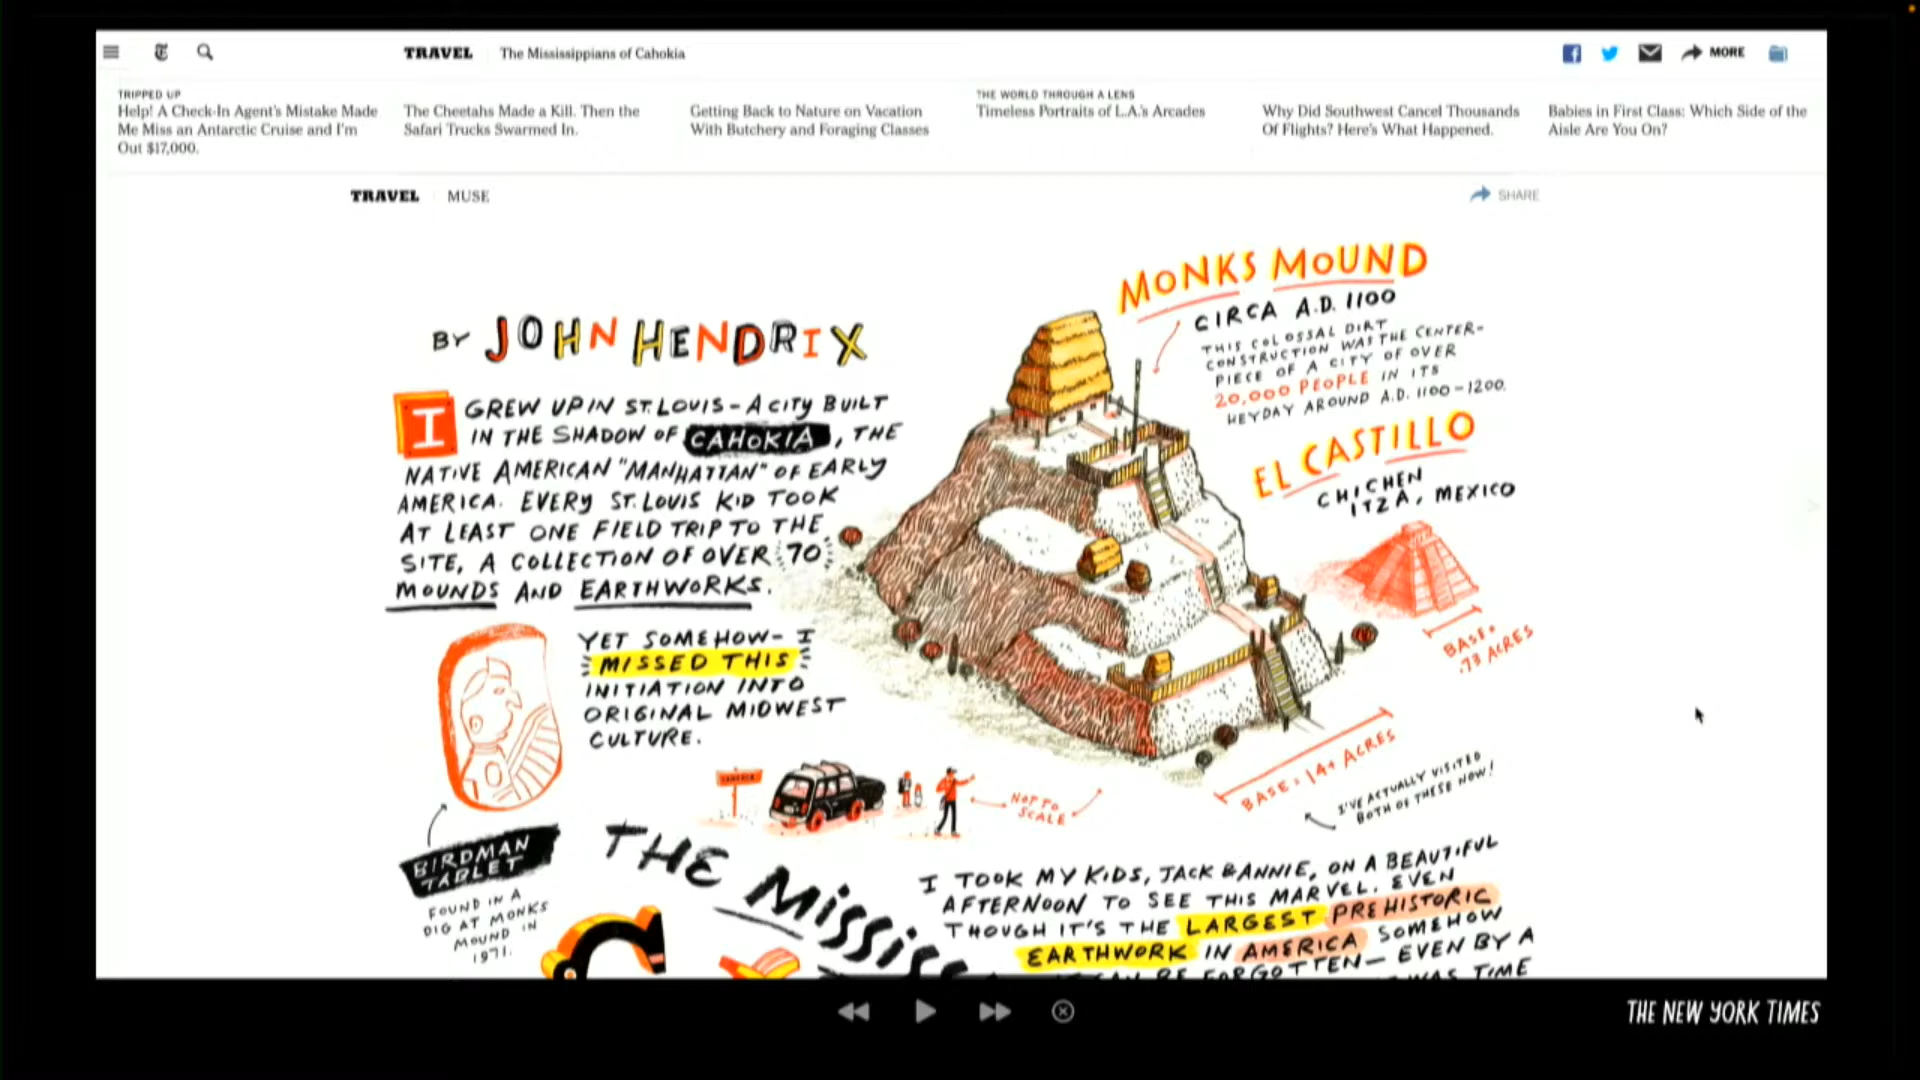 TRAVEL The Mississippians of Cahokia
MORE
TRIPPED UP
Help! A Check-In Agent's Mistake Made
Me Miss an Antarctic Cruise and I'm
Out $17,000.
The Cheetahs Made a Kill. Then the
Safari Trucks Swarmed In.
Getting Back to Nature on Vacation
With Butchery and Foraging Classes
THE WORLD THROUGH A LENS
Timeless Portraits of L.A.'s Arcades
Why Did Southwest Cancel Thousands
Of Flights? Here's What Happened.
Babies in First Class: Which Side of the
Aisle Are You On?
TRAVEL MUSE
SHARE
BY JOHN HENDRIX
I GREW UP IN ST. LOUIS – A CITY BUILT
IN THE SHADOW OF CAHOKIA, THE
NATIVE AMERICAN "MANHATTAN" OF EARLY
AMERICA. EVERY ST. LOUIS KID TOOK
AT LEAST ONE FIELD TRIP TO THE
SITE, A COLLECTION OF OVER 70
MOUNDS AND EARTHWORKS.
YET SOMEHOW – I
MISSED THIS
INITIATION INTO
ORIGINAL MIDWEST
CULTURE.
MONKS MOUND
CIRCA A.D. 1100
THIS COLOSSAL DIRT
CONSTRUCTION WAS THE CENTER-
PIECE OF A CITY OF OVER
20,000 PEOPLE IN ITS
HEYDAY AROUND A.D. 1100–1200.
EL CASTILLO
CHICHEN
ITZA, MEXICO
BASE =
.73 ACRES
BASE = 14+ ACRES
I'VE ACTUALLY VISITED
BOTH OF THESE NOW!
CAHOKIA
NOT TO
SCALE
BIRDMAN
TABLET
FOUND IN A
DIG AT MONKS
MOUND IN
1971.
THE Mississ
I TOOK MY KIDS, JACK & ANNIE, ON A BEAUTIFUL
AFTERNOON TO SEE THIS MARVEL. EVEN
THOUGH IT'S THE LARGEST PREHISTORIC
EARTHWORK IN AMERICA SOMEHOW
BE FORGOTTEN – EVEN BY A
WAS TIME
THE NEW YORK TIMES